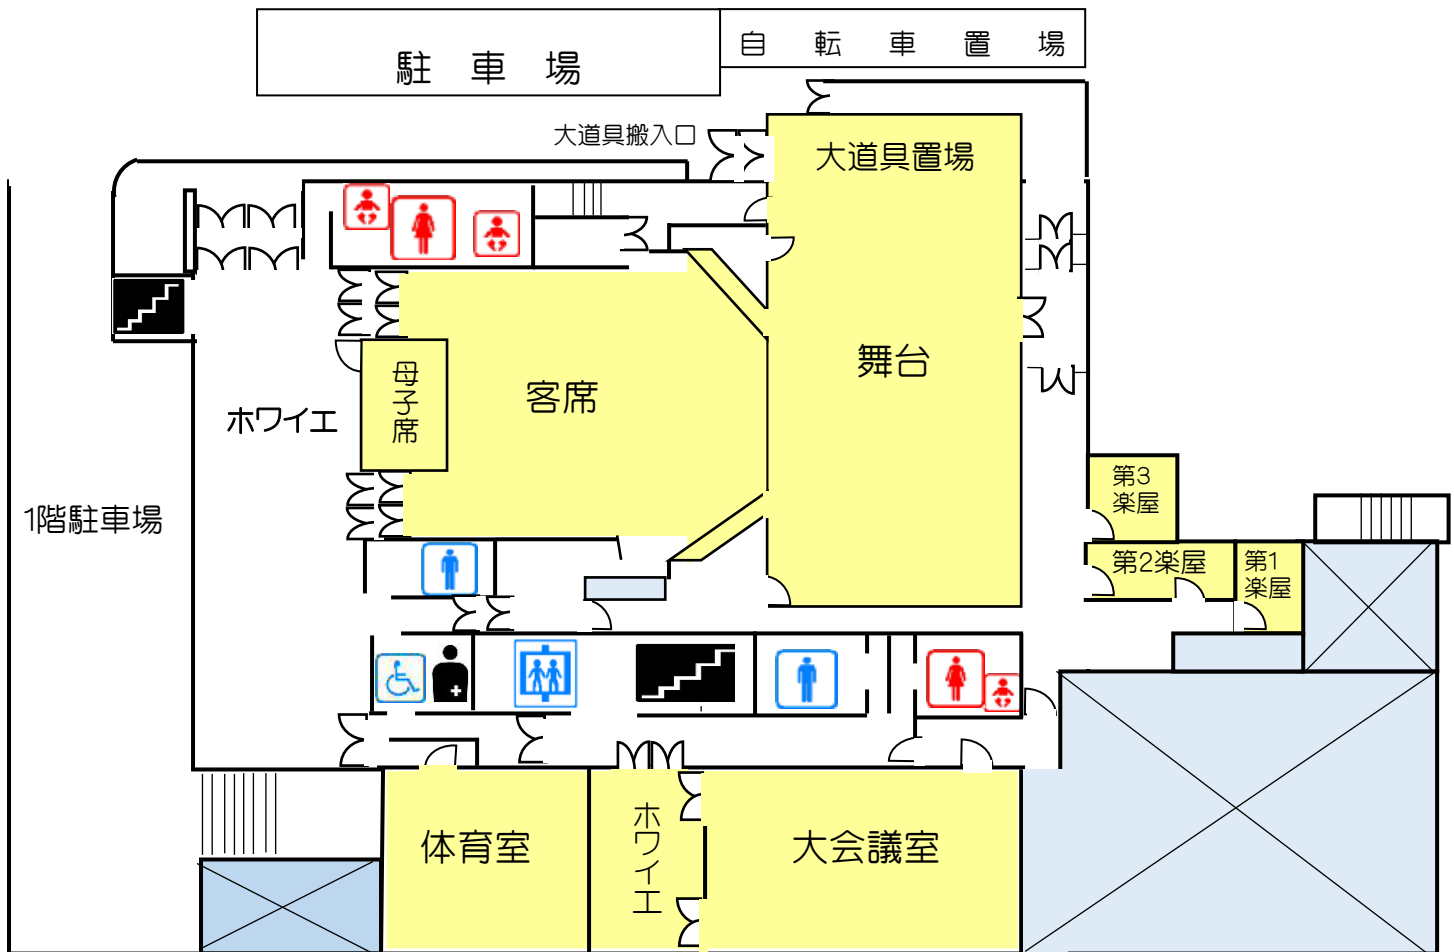 自転車置場
駐車場
大道具搬入口
大道具置場
母子席
客席
舞台
ホワイエ
第3
楽屋
1階駐車場
第2楽屋
第1
楽屋
体育室
ホワイエ
大会議室